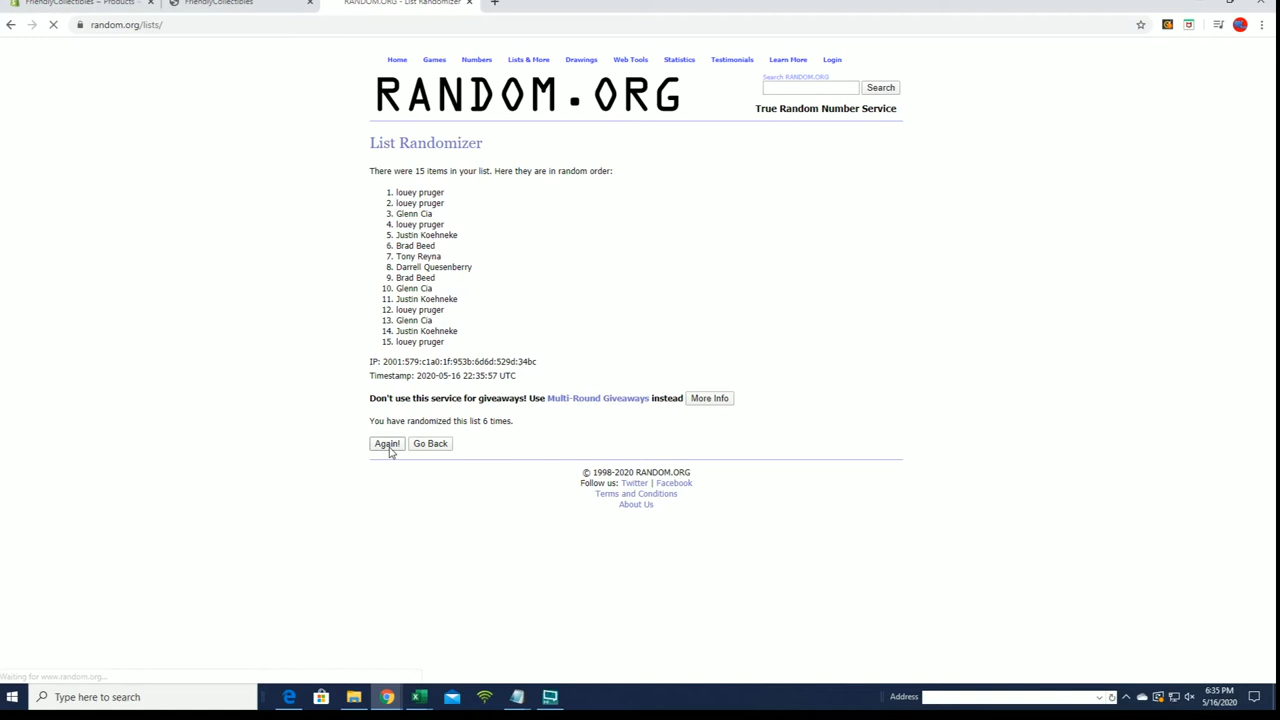 FriendlyCollectibles ~ Products
FriendlyCollectibles
RANDOM.ORG - List Randomizer
random.org/lists/
Home Games Numbers Lists & More Drawings Web Tools Statistics Testimonials Learn More Login
RANDOM.ORG
Search RANDOM.ORG
Search
True Random Number Service
List Randomizer
There were 15 items in your list. Here they are in random order:
1. louey pruger
2. louey pruger
3. Glenn Cia
4. louey pruger
5. Justin Koehneke
6. Brad Beed
7. Tony Reyna
8. Darrell Quesenberry
9. Brad Beed
10. Glenn Cia
11. Justin Koehneke
12. louey pruger
13. Glenn Cia
14. Justin Koehneke
15. louey pruger
IP: 2001:579:c1a0:1f:953b:6d6d:529d:34bc
Timestamp: 2020-05-16 22:35:57 UTC
Don't use this service for giveaways! Use Multi-Round Giveaways instead More Info
You have randomized this list 6 times.
Again! Go Back
© 1998-2020 RANDOM.ORG
Follow us: Twitter | Facebook
Terms and Conditions
About Us
Waiting for www.random.org...
Type here to search
Address
6:35 PM
5/16/2020